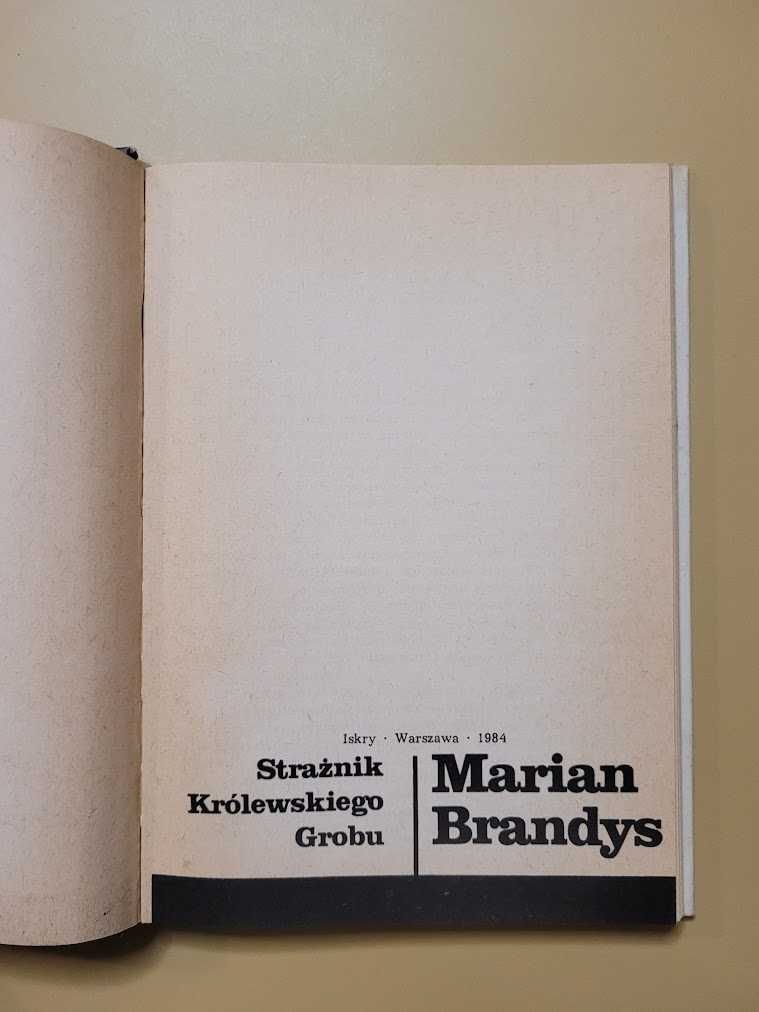 Iskry · Warszawa · 1984
Strażnik
Królewskiego
Grobu
Marian
Brandys